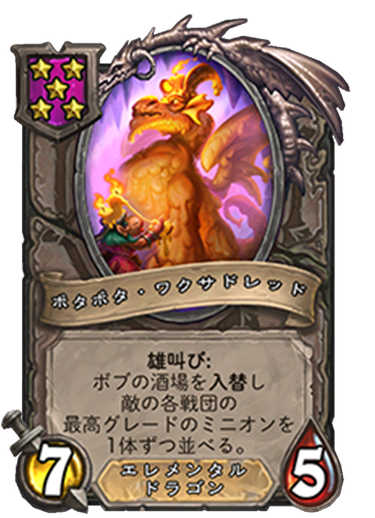 ボタボタ・ワクサドレッド
雄叫び:
ボブの酒場を入替し
敵の各戦団の
最高グレードのミニオンを
1体ずつ並べる。
7
エレメンタル
ドラゴン
5